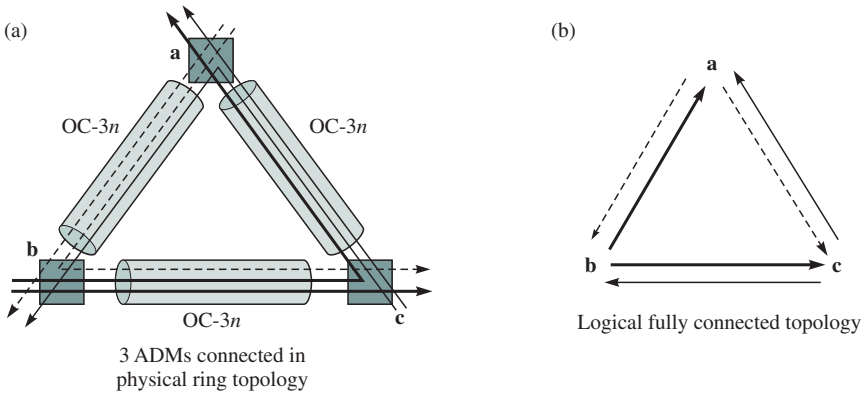 (a)
a
OC-3n
OC-3n
b
OC-3n
c
3 ADMs connected in
physical ring topology
(b)
a
b
c
Logical fully connected topology